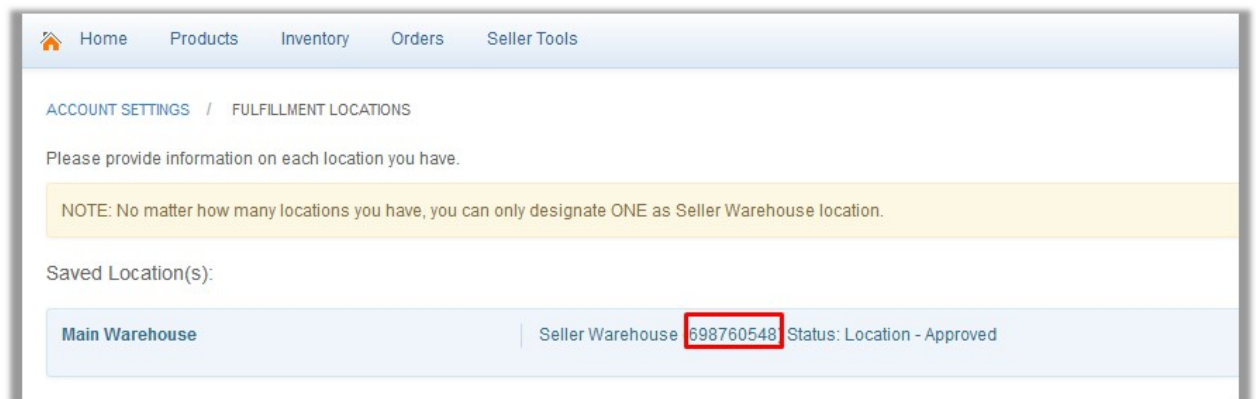 Home Products Inventory Orders Seller Tools
ACCOUNT SETTINGS / FULFILLMENT LOCATIONS
Please provide information on each location you have.
NOTE: No matter how many locations you have, you can only designate ONE as Seller Warehouse location.
Saved Location(s):
Main Warehouse Seller Warehouse Status: Location - Approved